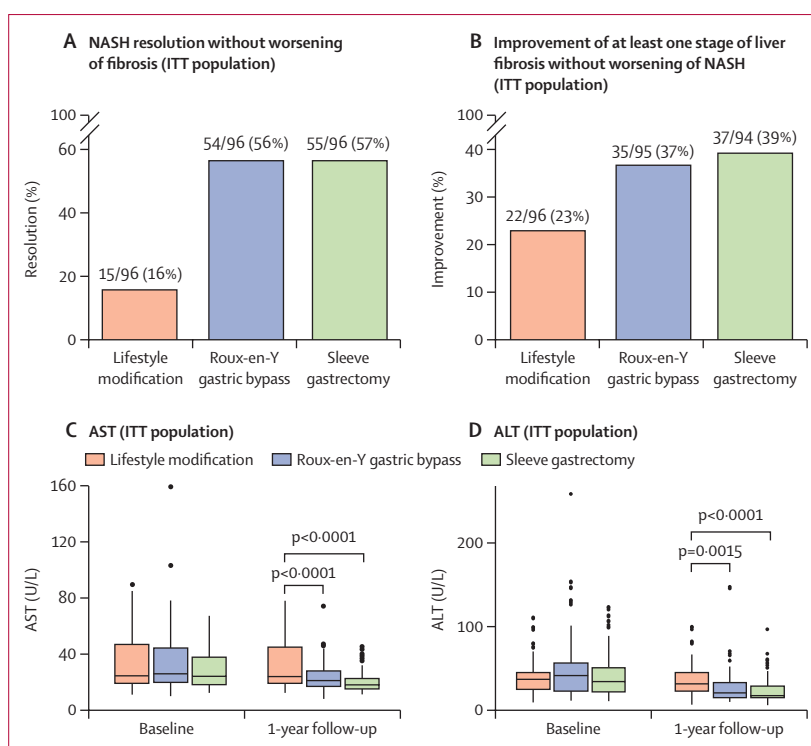 A NASH resolution without worsening
of fibrosis (ITT population)
100
60
40
20
0
Resolution (%)
15/96 (16%)
54/96 (56%)
55/96 (57%)
Lifestyle
modification
Roux-en-Y
gastric bypass
Sleeve
gastrectomy
B Improvement of at least one stage of liver
fibrosis without worsening of NASH
(ITT population)
100
40
30
20
10
0
Improvement (%)
22/96 (23%)
35/95 (37%)
37/94 (39%)
Lifestyle
modification
Roux-en-Y
gastric bypass
Sleeve
gastrectomy
C AST (ITT population)
Lifestyle modification Roux-en-Y gastric bypass Sleeve gastrectomy
160
120
80
40
0
AST (U/L)
p<0·0001
p<0·0001
Baseline
1-year follow-up
D ALT (ITT population)
200
100
0
ALT (U/L)
p<0·0001
p=0·0015
Baseline
1-year follow-up